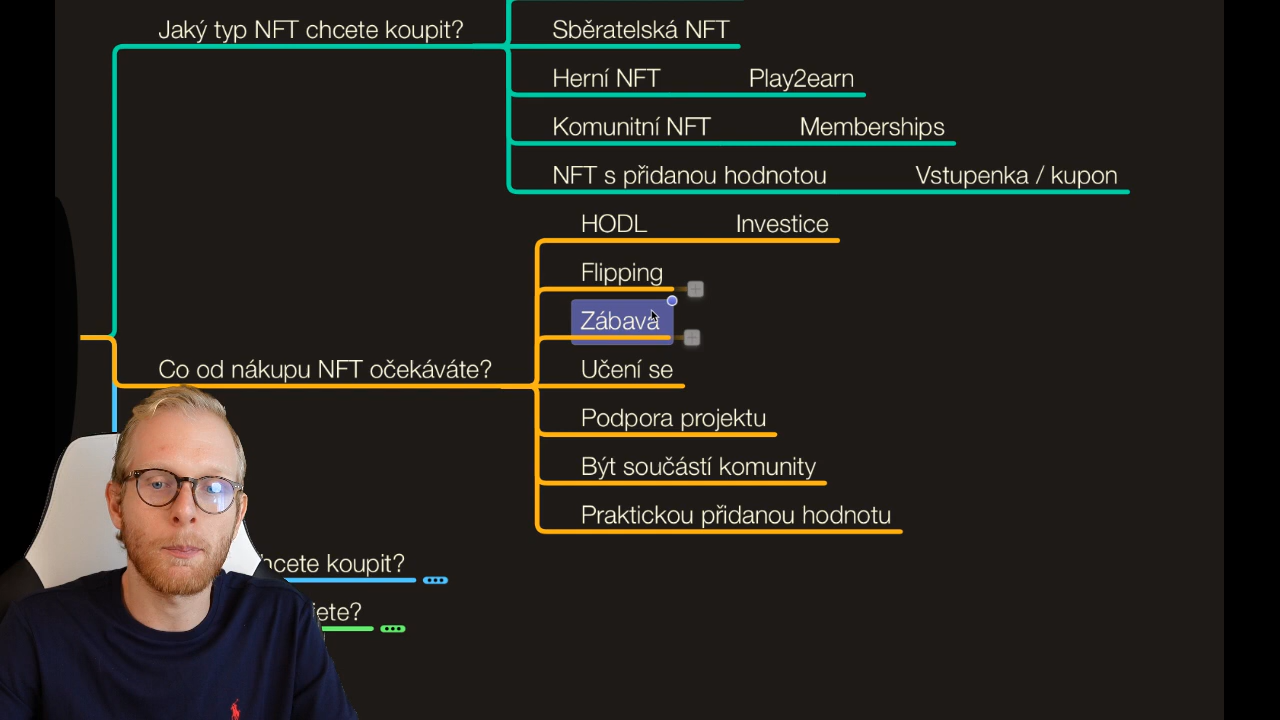 Jaký typ NFT chcete koupit?
Sběratelská NFT
Herní NFT Play2earn
Komunitní NFT Memberships
NFT s přidanou hodnotou Vstupenka / kupon
HODL Investice
Flipping
Zábava
Co od nákupu NFT očekáváte?
Učení se
Podpora projektu
Být součástí komunity
Praktickou přidanou hodnotu
koupit?